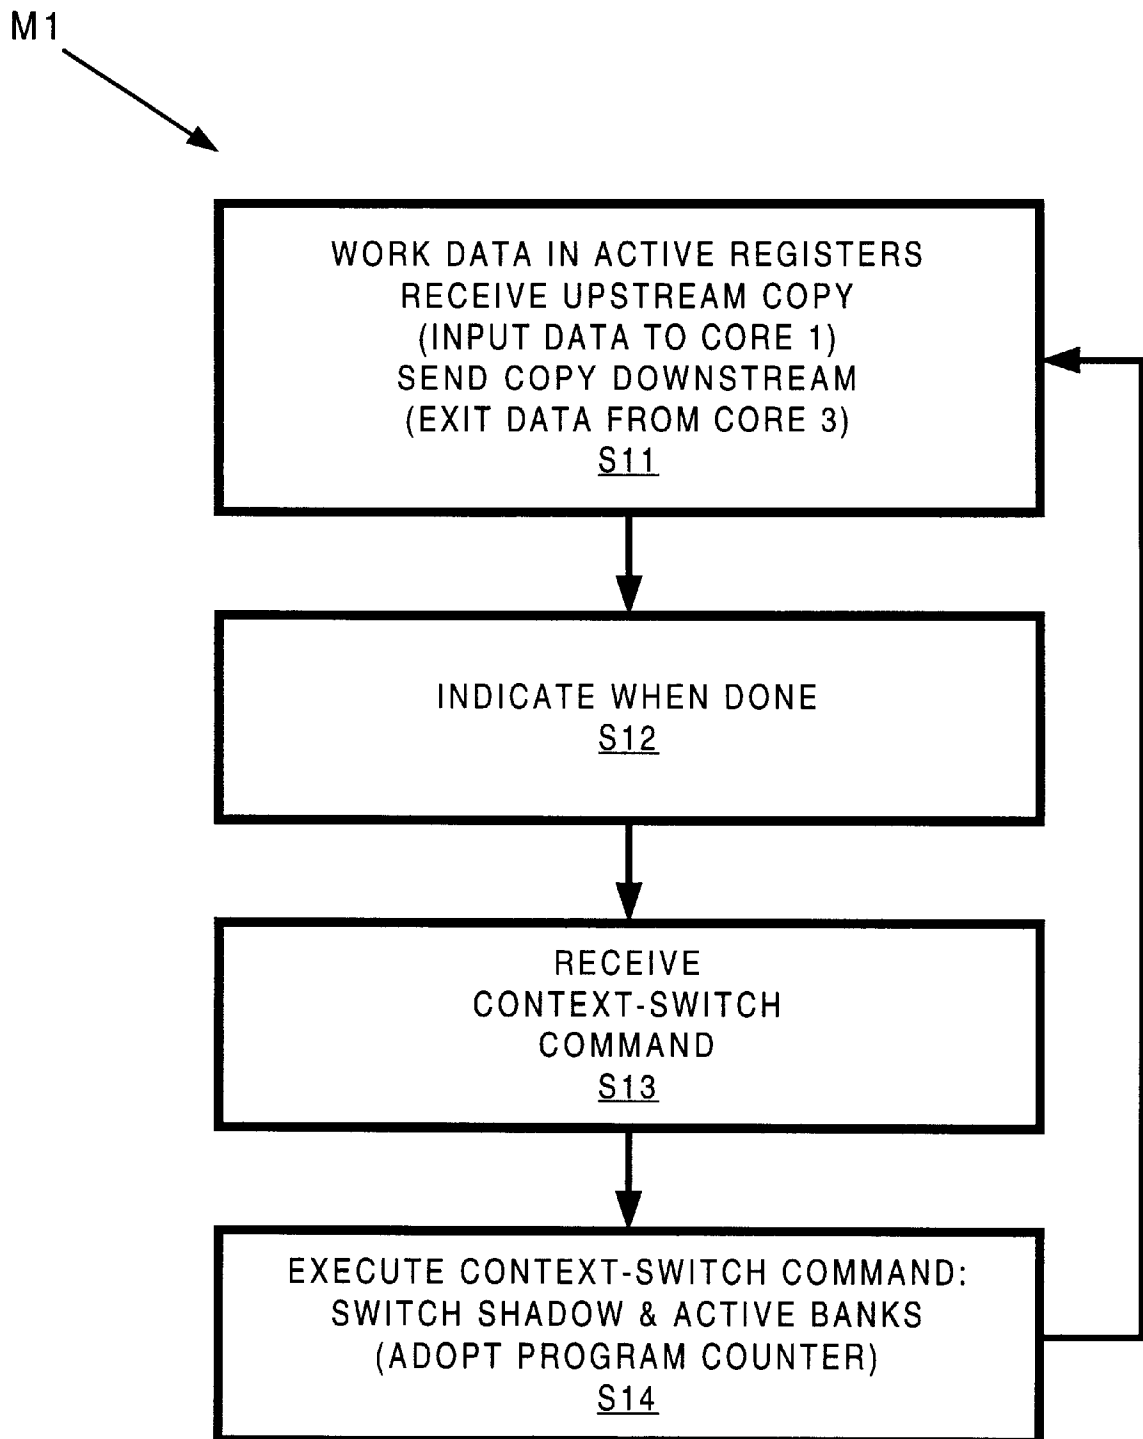 M1
WORK DATA IN ACTIVE REGISTERS
RECEIVE UPSTREAM COPY
(INPUT DATA TO CORE 1)
SEND COPY DOWNSTREAM
(EXIT DATA FROM CORE 3)
S11
INDICATE WHEN DONE
S12
RECEIVE
CONTEXT-SWITCH
COMMAND
S13
EXECUTE CONTEXT-SWITCH COMMAND:
SWITCH SHADOW & ACTIVE BANKS
(ADOPT PROGRAM COUNTER)
S14